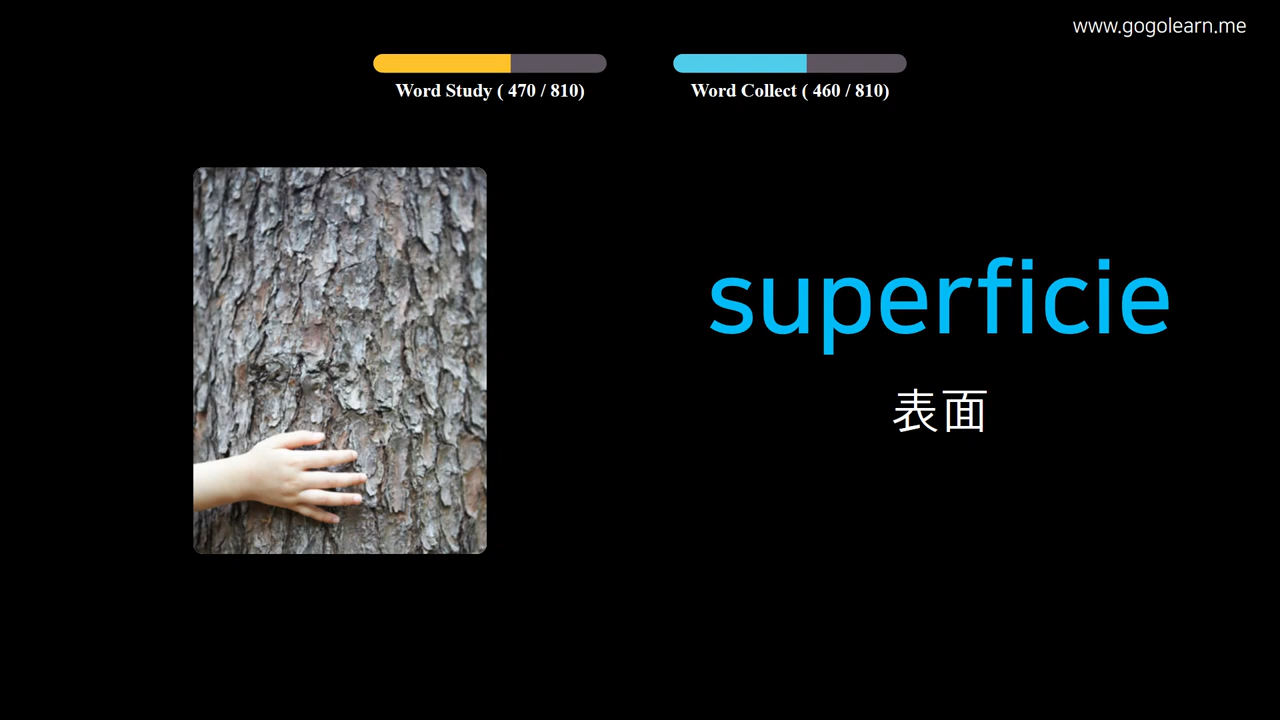 www.gogolearn.me
Word Study ( 470 / 810)
Word Collect ( 460 / 810)
superficie
表面